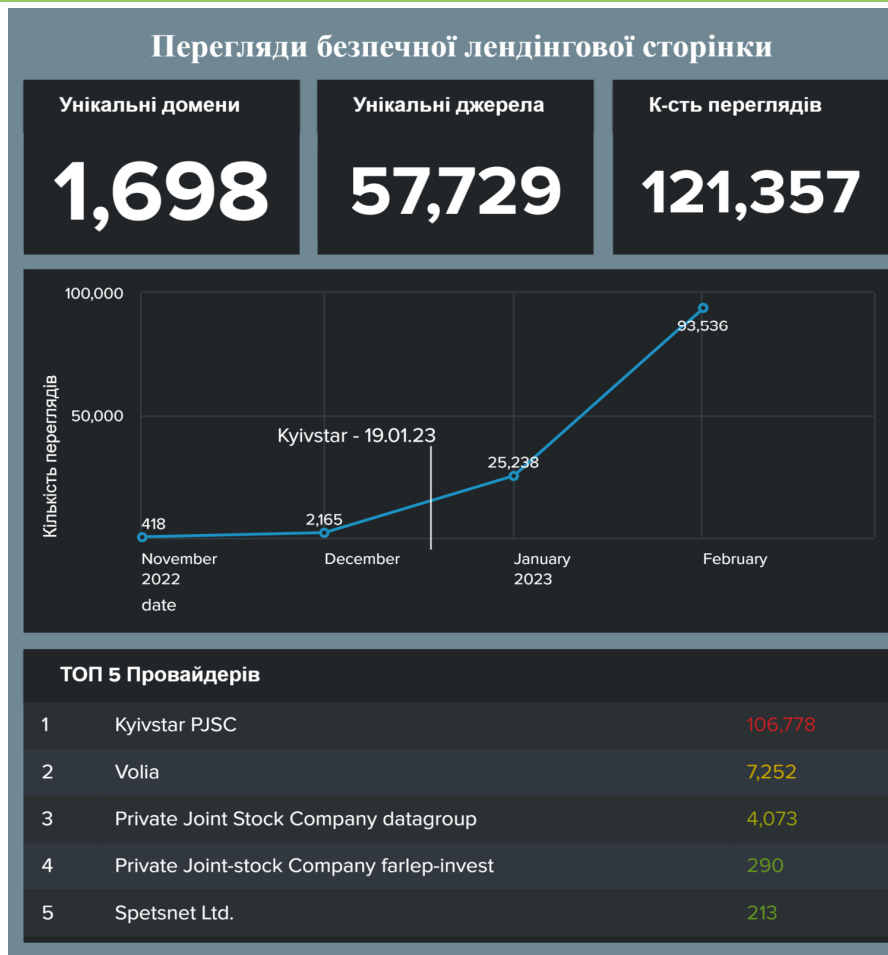 Перегляди безпечної лендінгової сторінки
Унікальні домени
Унікальні джерела
К-сть переглядів
1,698
57,729
121,357
Кількість переглядів
100,000
50,000
Kyivstar - 19.01.23
418
2,165
25,238
93,536
November
2022
December
January
2023
February
date
ТОП 5 Провайдерів
1 Kyivstar PJSC 106,778
2 Volia 7,252
3 Private Joint Stock Company datagroup 4,073
4 Private Joint-stock Company farlep-invest 290
5 Spetsnet Ltd. 213